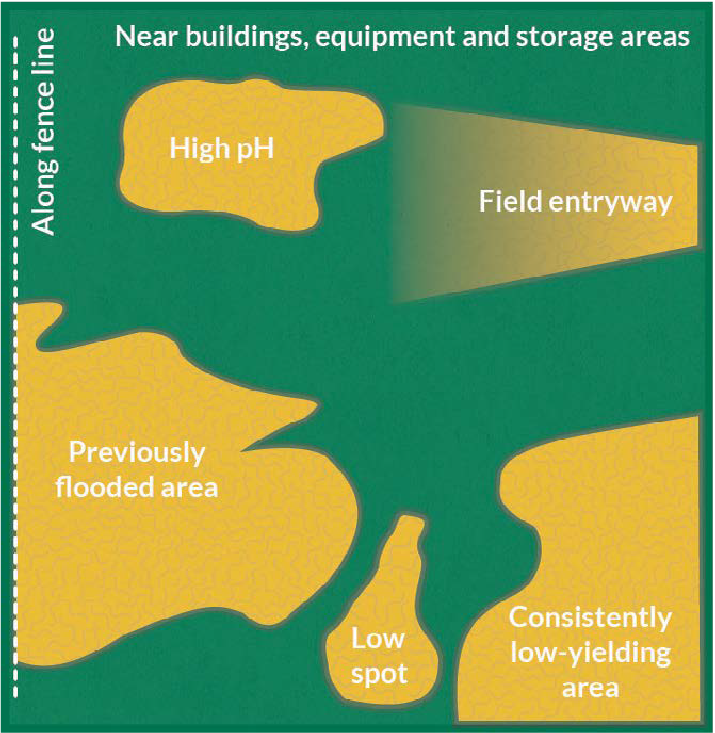 Near buildings, equipment and storage areas
Along fence line
High pH
Field entryway
Previously
flooded area
Low
spot
Consistently
low-yielding
area